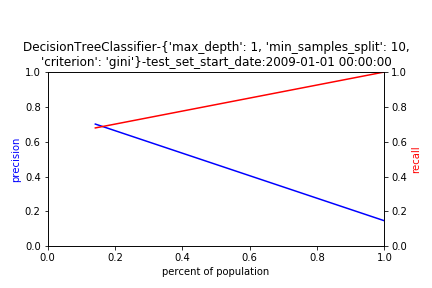 DecisionTreeClassifier-{'max_depth': 1, 'min_samples_split': 10,
'criterion': 'gini'}-test_set_start_date:2009-01-01 00:00:00
1.0
0.8
0.6
0.4
0.2
0.0
precision
1.0
0.8
0.6
0.4
0.2
0.0
recall
0.0 0.2 0.4 0.6 0.8 1.0
percent of population